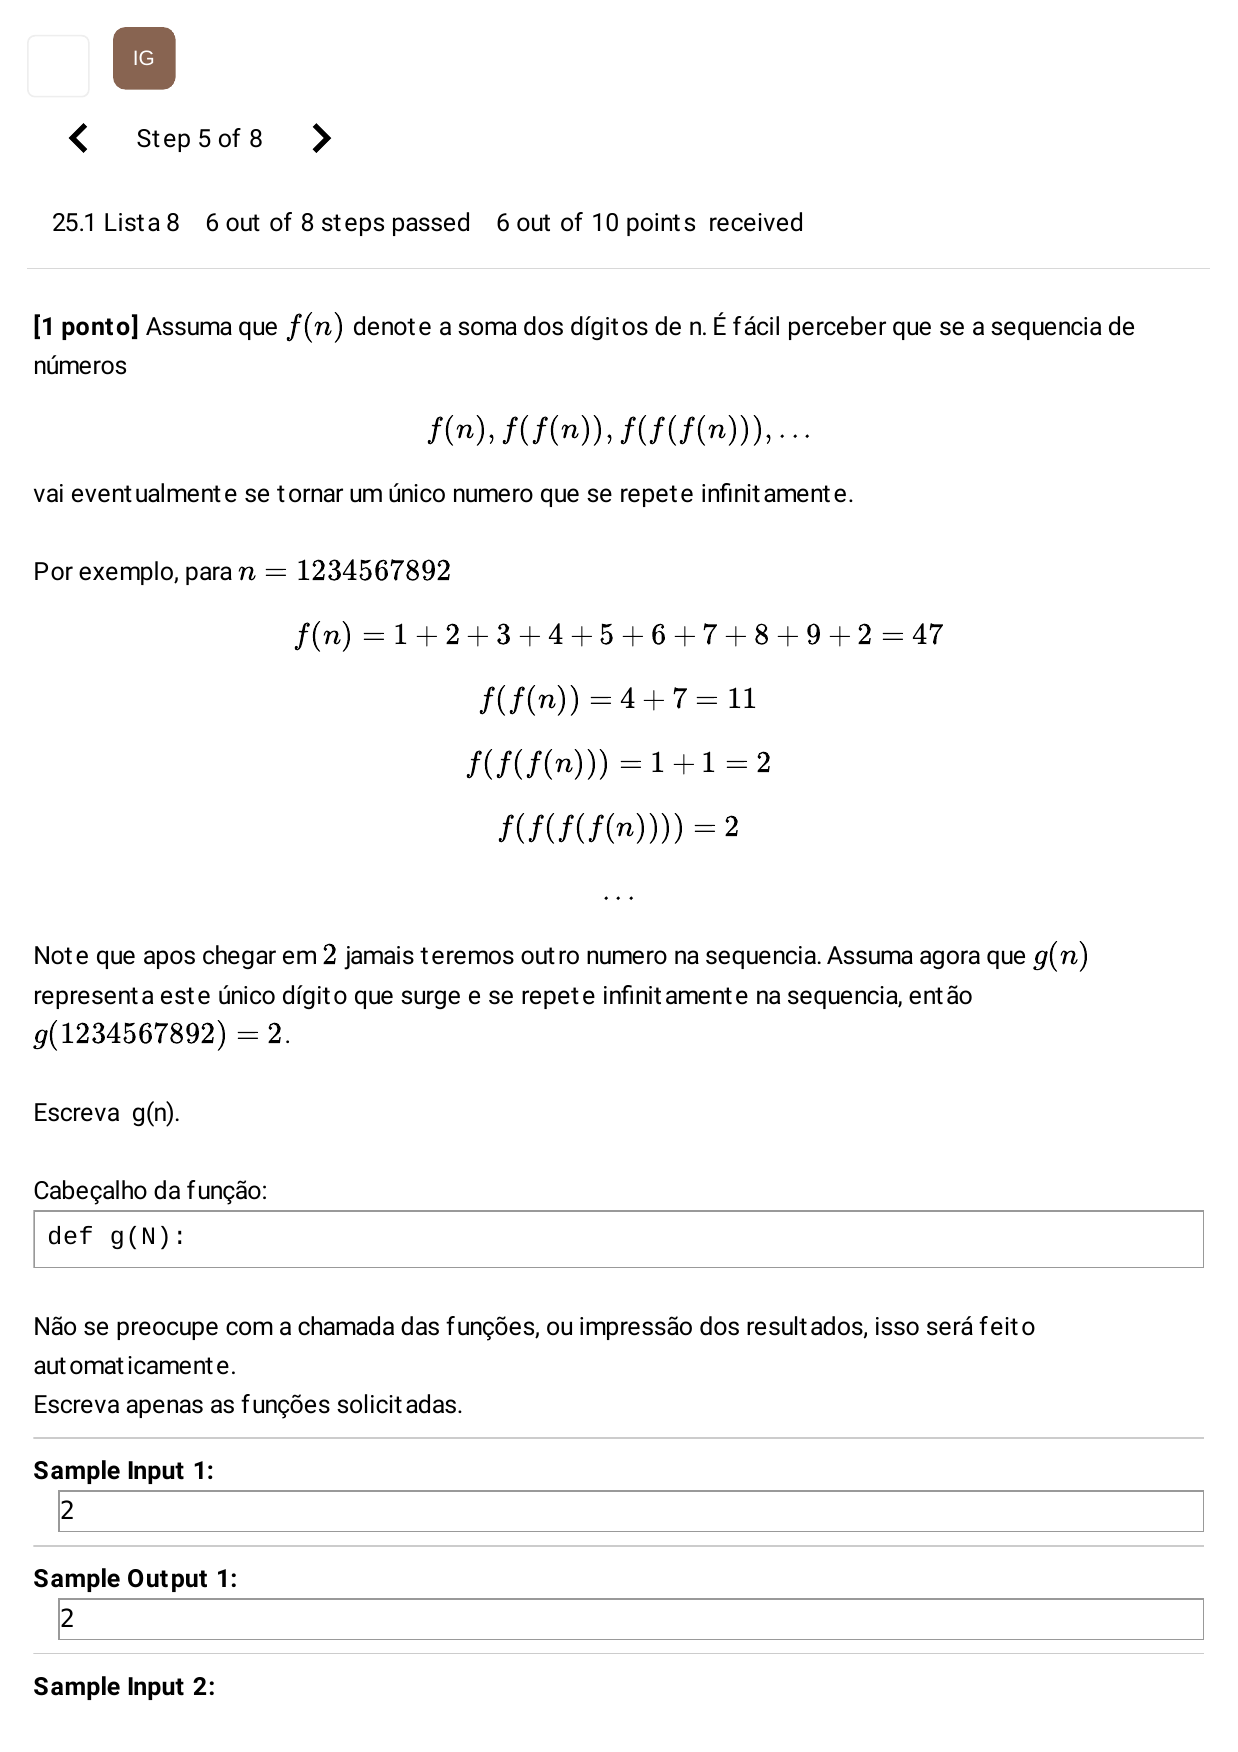 IG
Step 5 of 8
25.1 Lista 8 6 out of 8 steps passed 6 out of 10 points received
[1 ponto] Assuma que f(n) denote a soma dos dígitos de n. É fácil perceber que se a sequencia de
números
f(n), f(f(n)), f(f(f(n))), . . .
vai eventualmente se tornar um único numero que se repete infinitamente.
Por exemplo, para n = 1234567892
f(n) = 1 + 2 + 3 + 4 + 5 + 6 + 7 + 8 + 9 + 2 = 47
f(f(n)) = 4 + 7 = 11
f(f(f(n))) = 1 + 1 = 2
f(f(f(f(n)))) = 2
. . .
Note que apos chegar em 2 jamais teremos outro numero na sequencia. Assuma agora que g(n)
representa este único dígito que surge e se repete infinitamente na sequencia, então
g(1234567892) = 2.
Escreva g(n).
Cabeçalho da função:
def g(N):
Não se preocupe com a chamada das funções, ou impressão dos resultados, isso será feito
automaticamente.
Escreva apenas as funções solicitadas.
Sample Input 1:
2
Sample Output 1:
2
Sample Input 2: